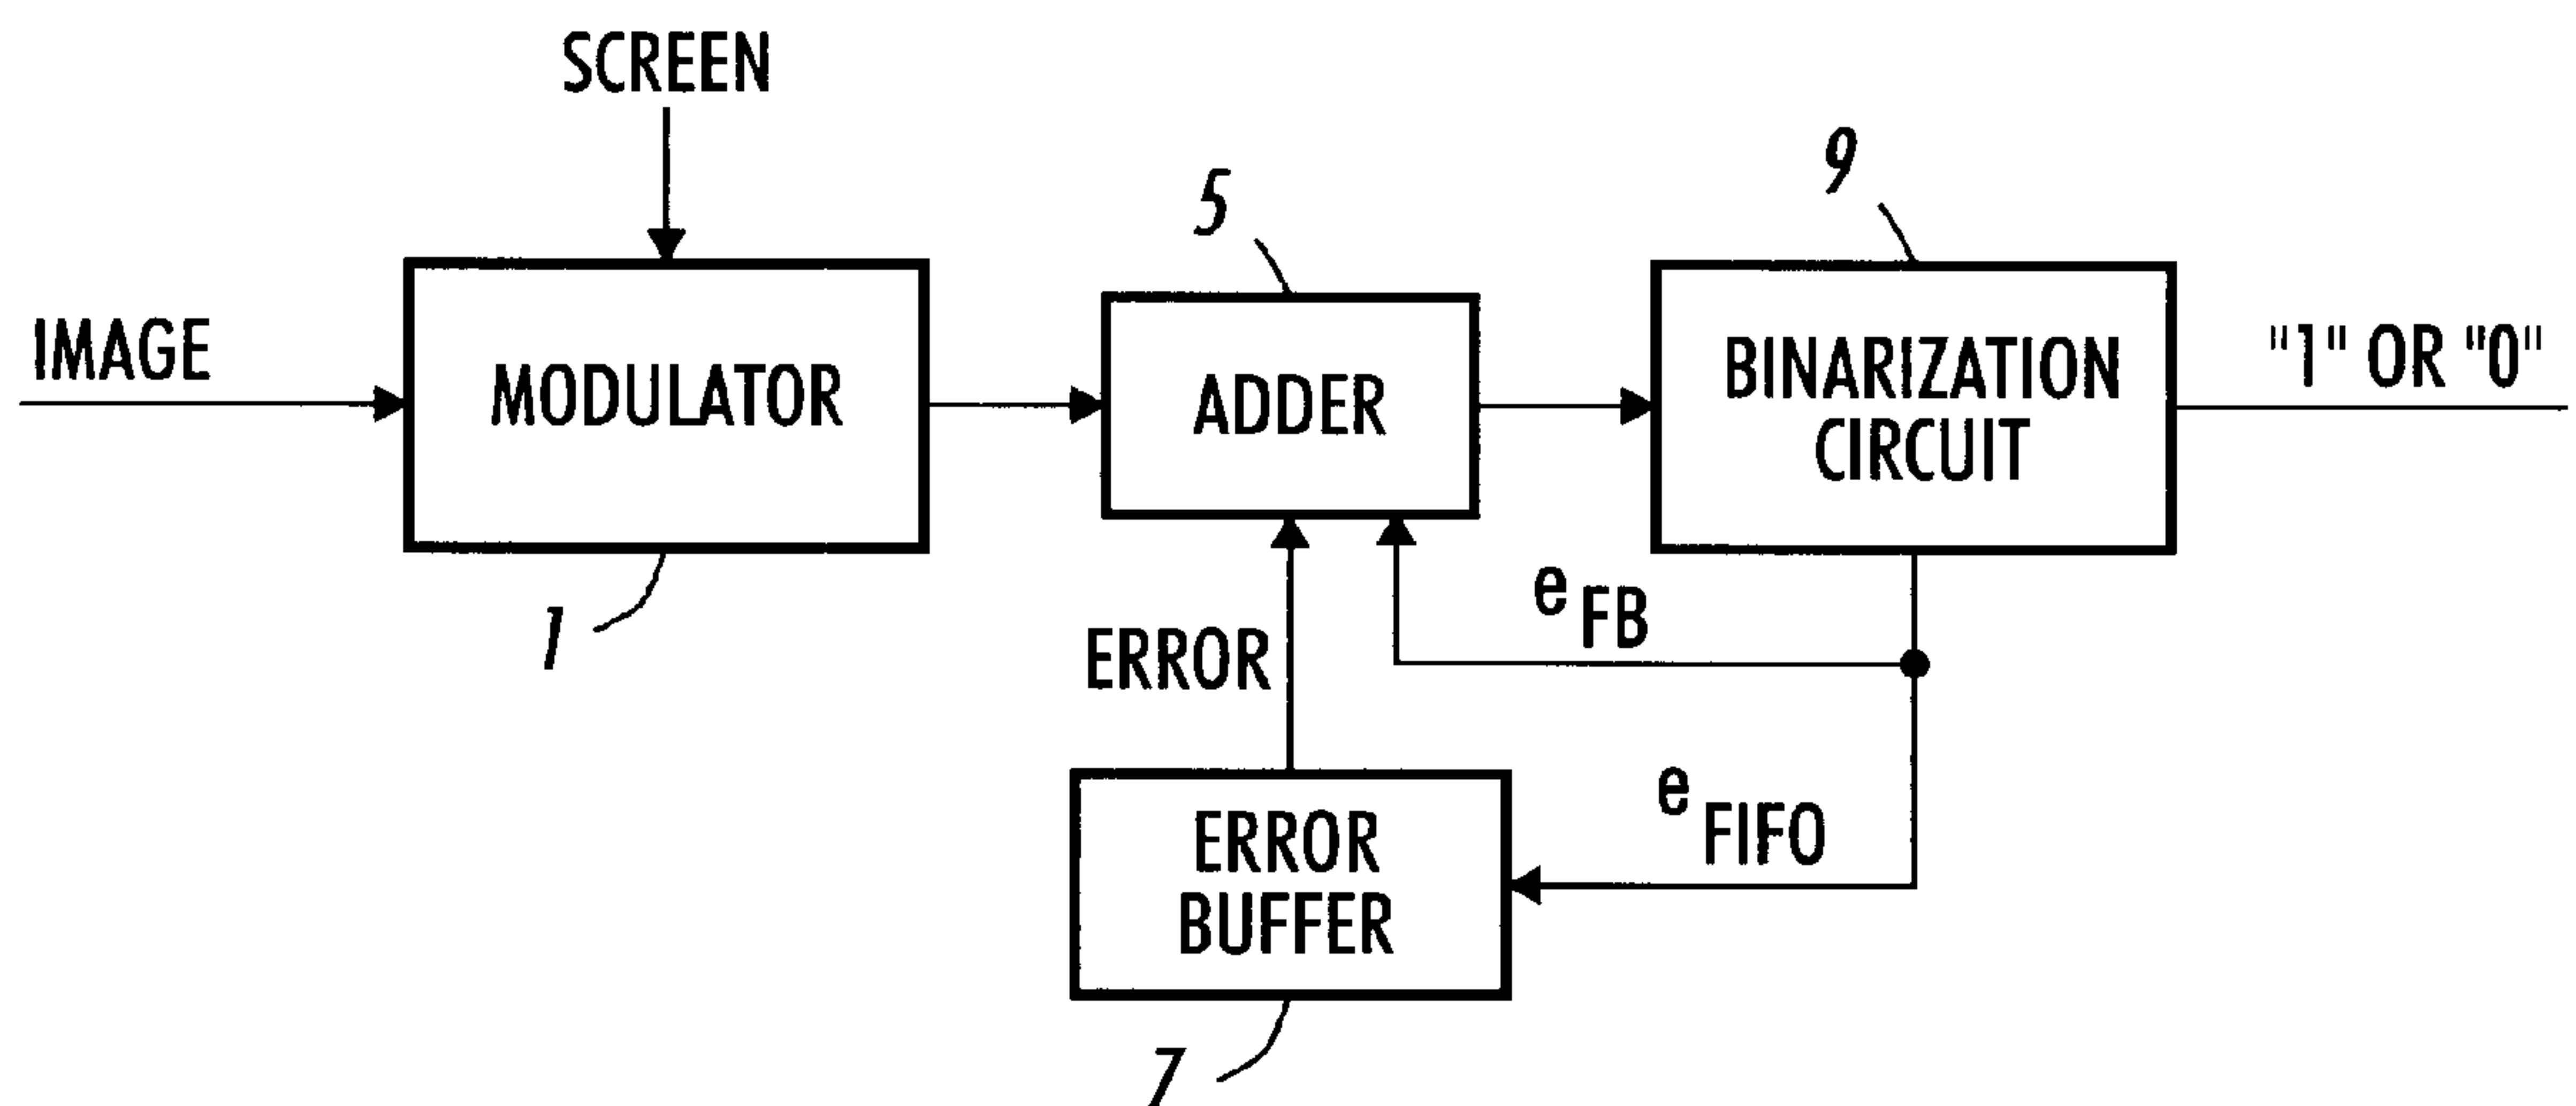 SCREEN
IMAGE
MODULATOR
1
5
ADDER
9
BINARIZATION
CIRCUIT
"1" OR "0"
e FB
ERROR
e FIFO
ERROR
BUFFER
7